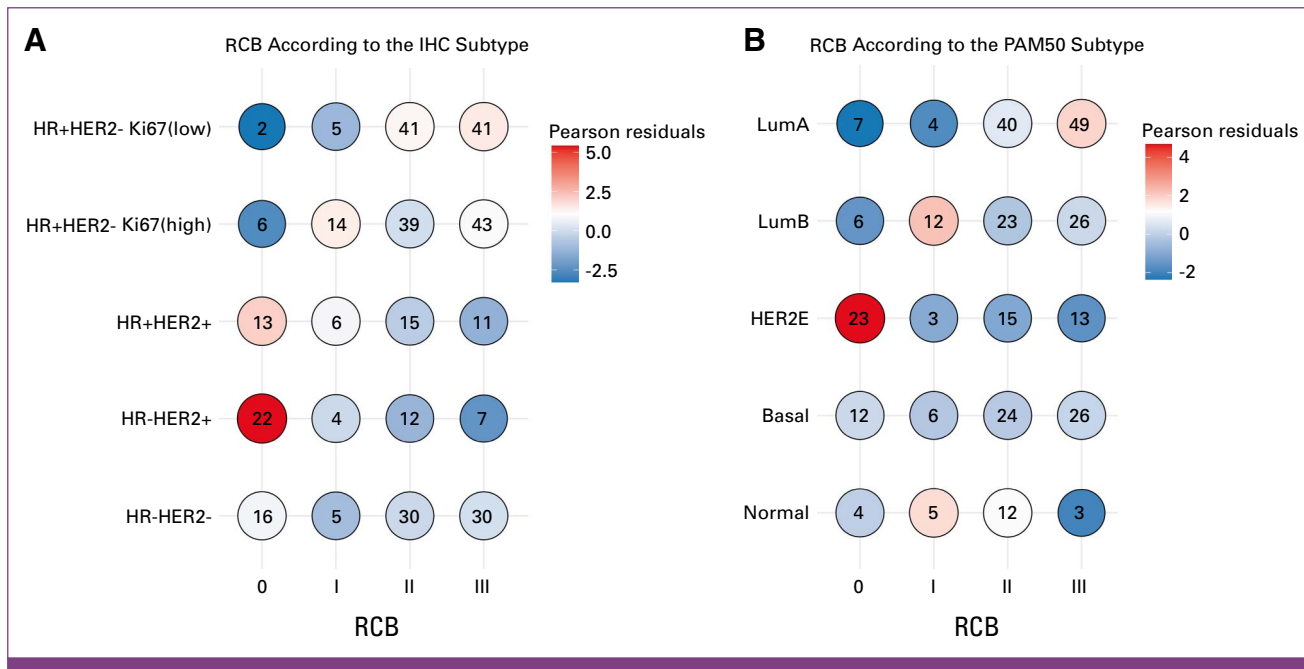 A
RCB According to the IHC Subtype
HR+HER2- Ki67(low) 2 5 41 41
HR+HER2- Ki67(high) 6 14 39 43
HR+HER2+ 13 6 15 11
HR-HER2+ 22 4 12 7
HR-HER2- 16 5 30 30
0 I II III
RCB
Pearson residuals
5.0
2.5
0.0
-2.5
B
RCB According to the PAM50 Subtype
LumA 7 4 40 49
LumB 6 12 23 26
HER2E 23 3 15 13
Basal 12 6 24 26
Normal 4 5 12 3
0 I II III
RCB
Pearson residuals
4
2
0
-2